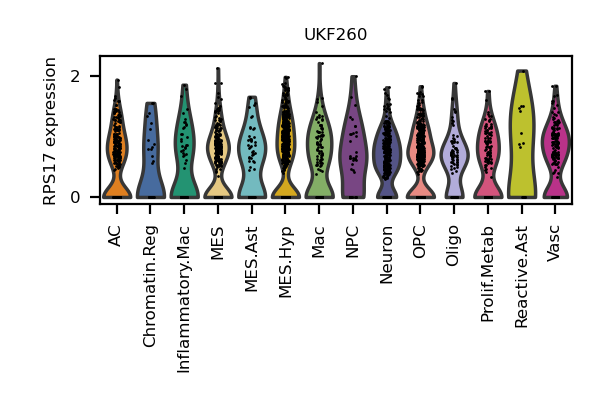 UKF260
RPS17 expression
2
0
AC
Chromatin.Reg
Inflammatory.Mac
MES
MES.Ast
MES.Hyp
Mac
NPC
Neuron
OPC
Oligo
Prolif.Metab
Reactive.Ast
Vasc